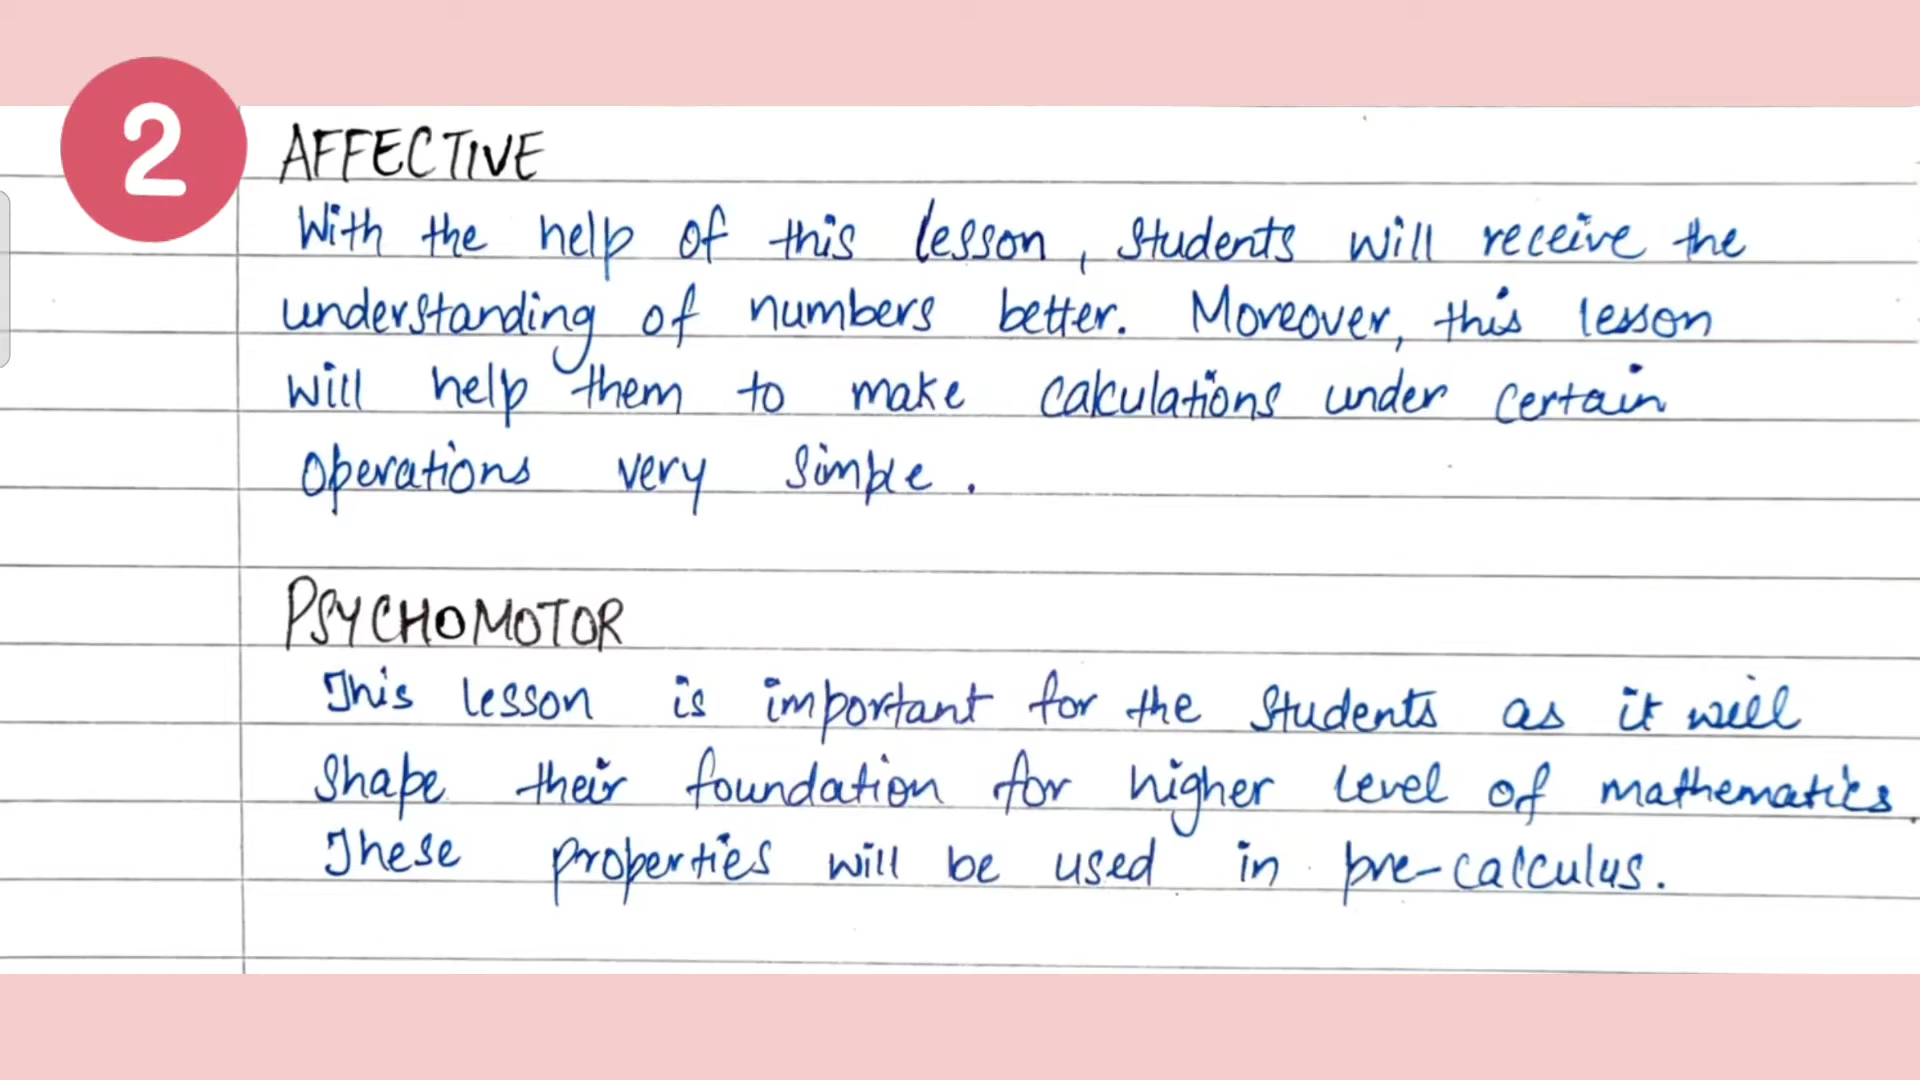 2
AFFECTIVE
With the help of this lesson, students will receive the
understanding of numbers better. Moreover, this lesson
will help them to make calculations under certain
operations very simple.
PSYCHOMOTOR
This lesson is important for the students as it will
shape their foundation for higher level of mathematics.
These properties will be used in pre-calculus.